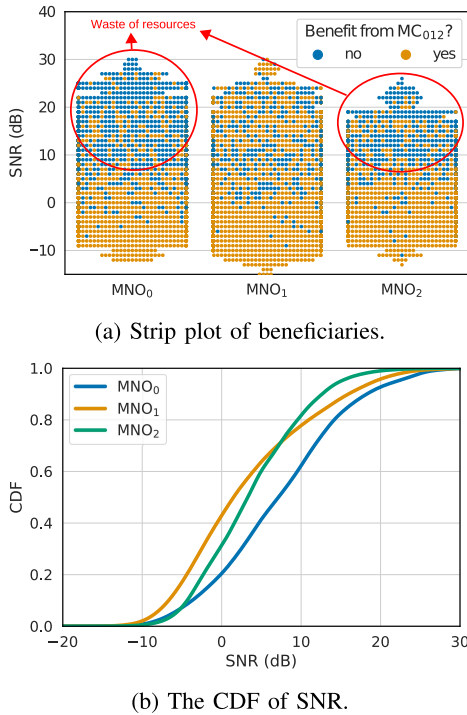 Waste of resources
Benefit from MC012?
no yes
SNR (dB)
40
30
20
10
0
−10
MNO0 MNO1 MNO2
(a) Strip plot of beneficiaries.
MNO0
MNO1
MNO2
CDF
1.0
0.8
0.6
0.4
0.2
0.0
−20 −10 0 10 20 30
SNR (dB)
(b) The CDF of SNR.